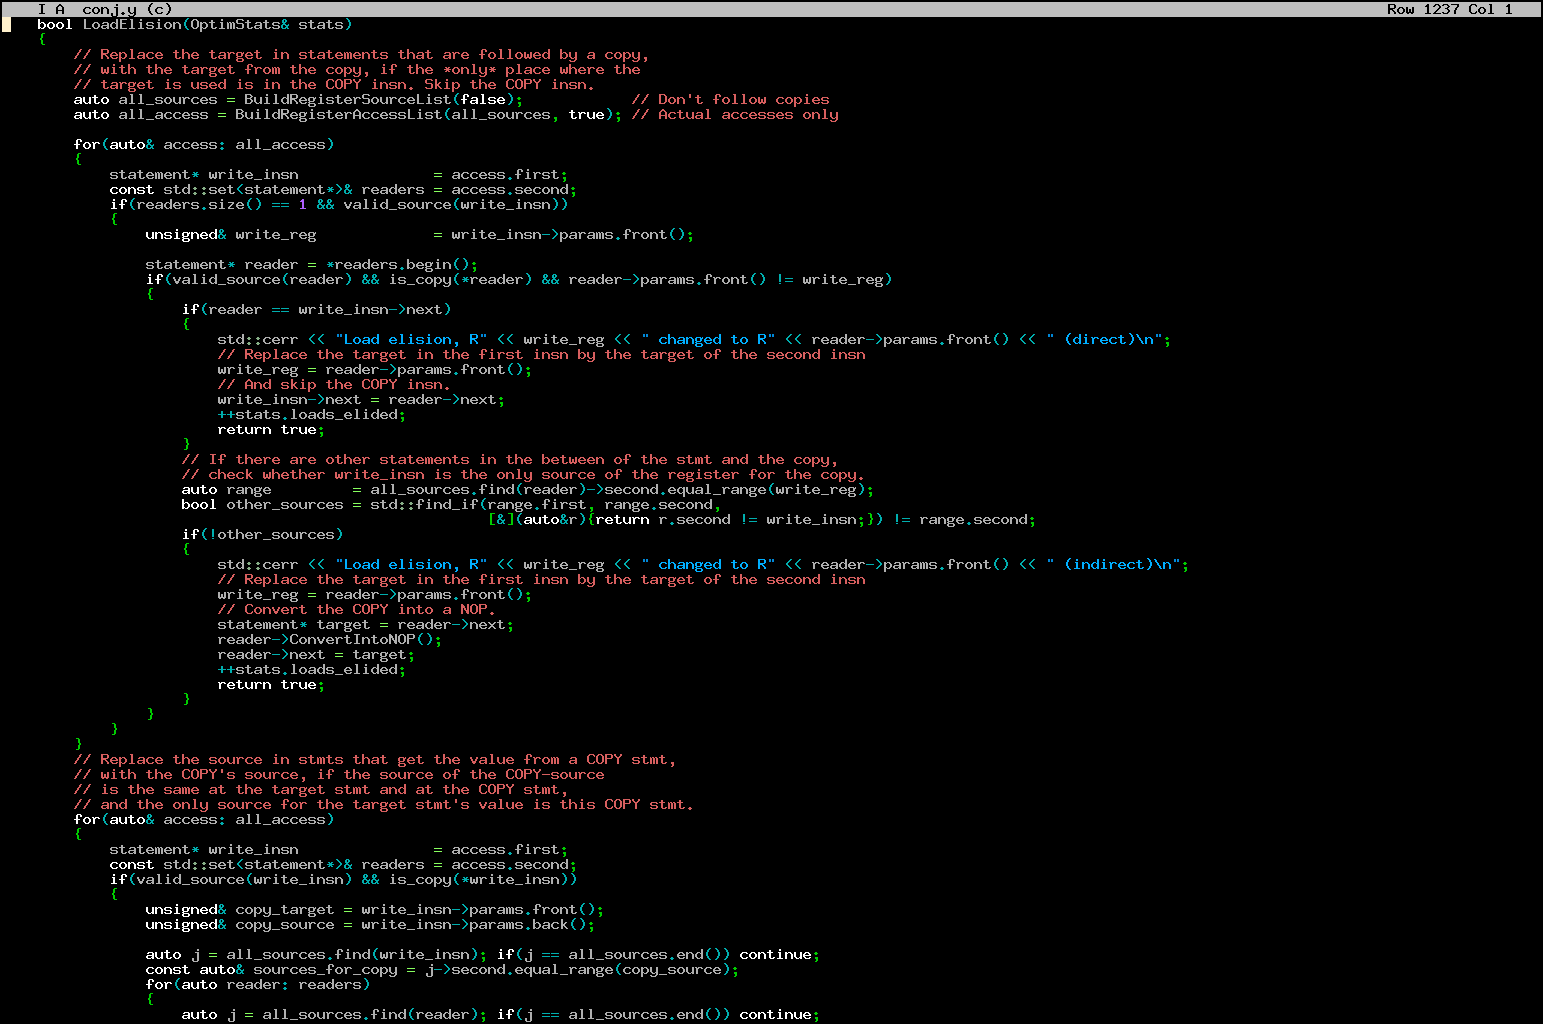 I A  conj.y (c)                                                                                Row 1237 Col 1
bool LoadElision(OptimStats& stats)
{
    // Replace the target in statements that are followed by a copy,
    // with the target from the copy, if the *only* place where the
    // target is used is in the COPY insn. Skip the COPY insn.
    auto all_sources = BuildRegisterSourceList(false);            // Don't follow copies
    auto all_access = BuildRegisterAccessList(all_sources, true); // Actual accesses only

    for(auto& access: all_access)
    {
        statement* write_insn               = access.first;
        const std::set<statement*>& readers = access.second;
        if(readers.size() == 1 && valid_source(write_insn))
        {
            unsigned& write_reg             = write_insn->params.front();

            statement* reader = *readers.begin();
            if(valid_source(reader) && is_copy(*reader) && reader->params.front() != write_reg)
            {
                if(reader == write_insn->next)
                {
                    std::cerr << "Load elision, R" << write_reg << " changed to R" << reader->params.front() << " (direct)\n";
                    // Replace the target in the first insn by the target of the second insn
                    write_reg = reader->params.front();
                    // And skip the COPY insn.
                    write_insn->next = reader->next;
                    ++stats.loads_elided;
                    return true;
                }
                // If there are other statements in the between of the stmt and the copy,
                // check whether write_insn is the only source of the register for the copy.
                auto range         = all_sources.find(reader)->second.equal_range(write_reg);
                bool other_sources = std::find_if(range.first, range.second,
                                                  [&](auto&r){return r.second != write_insn;}) != range.second;
                if(!other_sources)
                {
                    std::cerr << "Load elision, R" << write_reg << " changed to R" << reader->params.front() << " (indirect)\n";
                    // Replace the target in the first insn by the target of the second insn
                    write_reg = reader->params.front();
                    // Convert the COPY into a NOP.
                    statement* target = reader->next;
                    reader->ConvertIntoNOP();
                    reader->next = target;
                    ++stats.loads_elided;
                    return true;
                }
            }
        }
    }
    // Replace the source in stmts that get the value from a COPY stmt,
    // with the COPY's source, if the source of the COPY-source
    // is the same at the target stmt and at the COPY stmt,
    // and the only source for the target stmt's value is this COPY stmt.
    for(auto& access: all_access)
    {
        statement* write_insn               = access.first;
        const std::set<statement*>& readers = access.second;
        if(valid_source(write_insn) && is_copy(*write_insn))
        {
            unsigned& copy_target = write_insn->params.front();
            unsigned& copy_source = write_insn->params.back();

            auto j = all_sources.find(write_insn); if(j == all_sources.end()) continue;
            const auto& sources_for_copy = j->second.equal_range(copy_source);
            for(auto reader: readers)
            {
                auto j = all_sources.find(reader); if(j == all_sources.end()) continue;